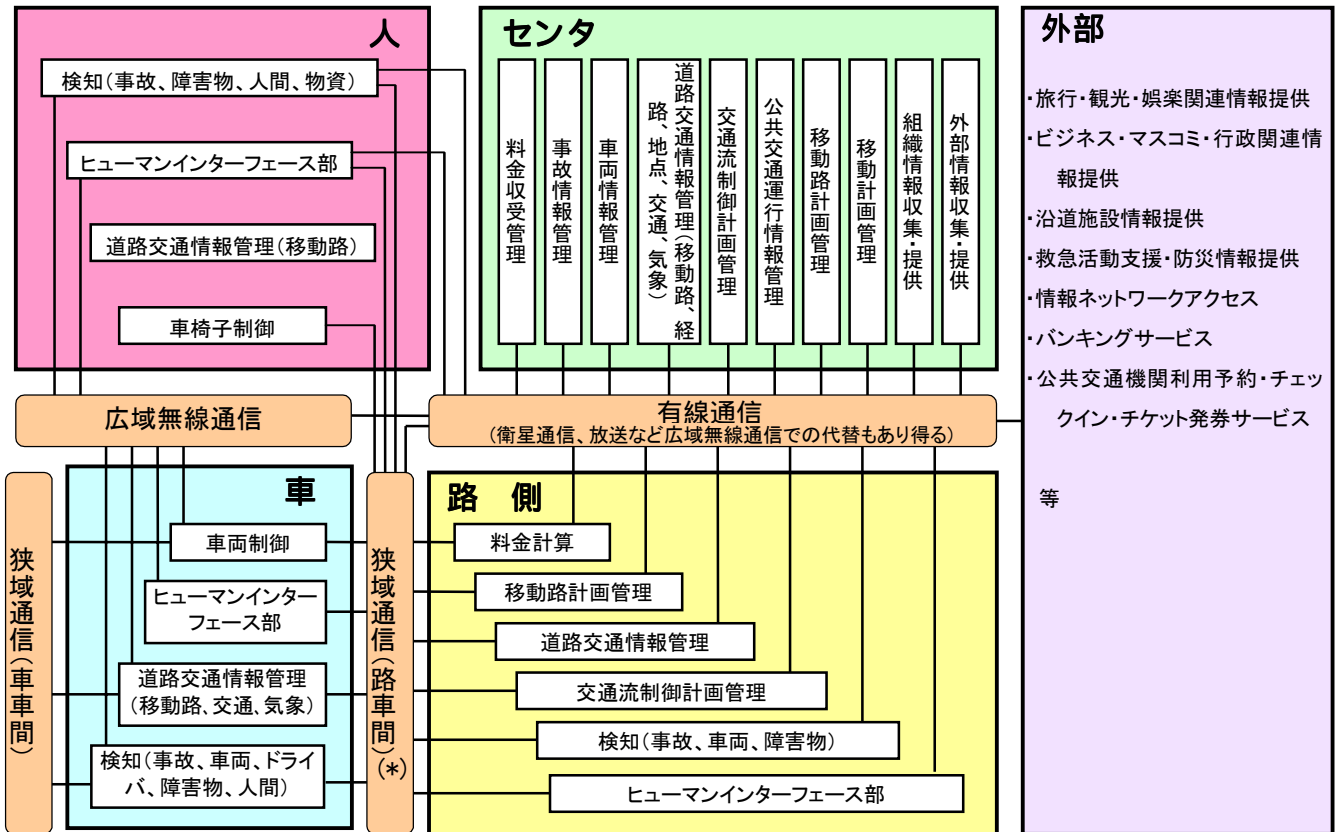 人
検知(事故、障害物、人間、物資)
ヒューマンインターフェース部
道路交通情報管理(移動路)
車椅子制御
センタ
料金収受管理
事故情報管理
車両情報管理
道路交通情報管理(移動路、経
路、地点、交通、気象)
交通流制御計画管理
公共交通運行情報管理
移動路計画管理
移動計画管理
組織情報収集・提供
外部情報収集・提供
外部
・旅行・観光・娯楽関連情報提供
・ビジネス・マスコミ・行政関連情
報提供
・沿道施設情報提供
・救急活動支援・防災情報提供
・情報ネットワークアクセス
・バンキングサービス
・公共交通機関利用予約・チェッ
クイン・チケット発券サービス
等
広域無線通信
有線通信
(衛星通信、放送など広域無線通信での代替もあり得る)
狭域通信(車車間)
車
車両制御
ヒューマンインター
フェース部
道路交通情報管理
(移動路、交通、気象)
検知(事故、車両、ドライ
バ、障害物、人間)
狭域通信(路車間)
(*)
路 側
料金計算
移動路計画管理
道路交通情報管理
交通流制御計画管理
検知(事故、車両、障害物)
ヒューマンインターフェース部